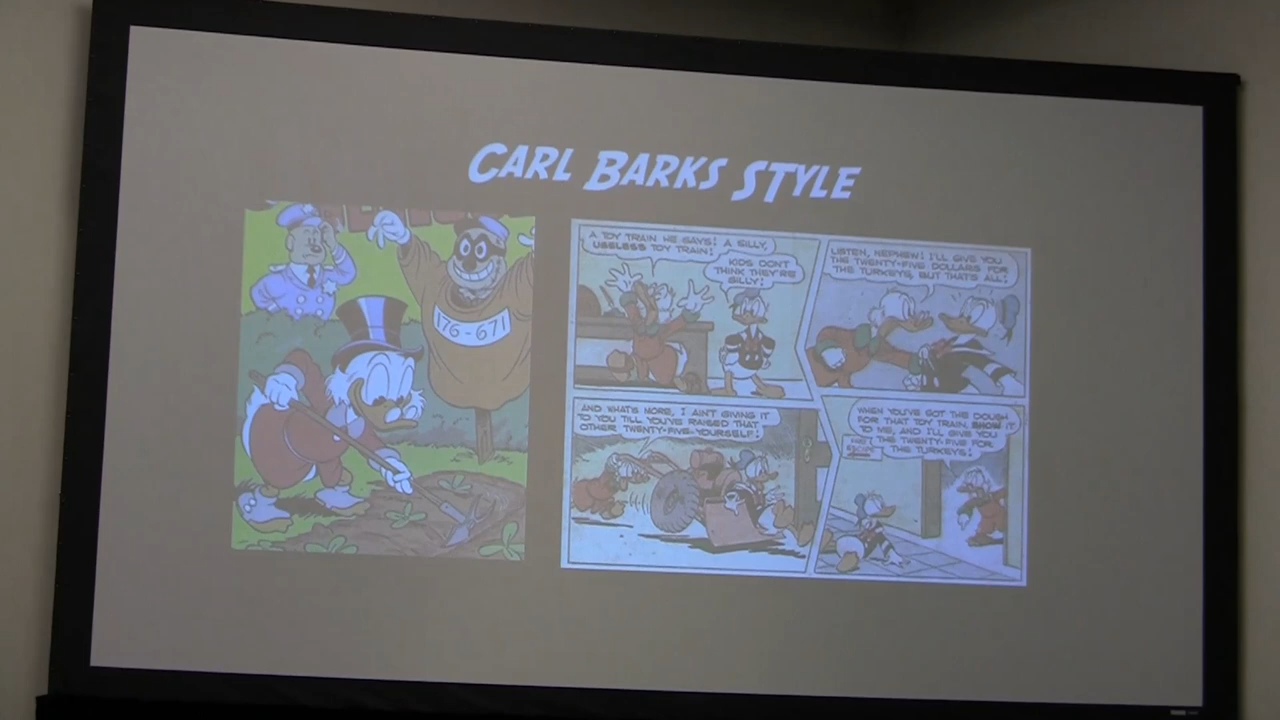 CARL BARKS STYLE
176-671
A TOY TRAIN HE SAYS! A SILLY,
USELESS TOY TRAIN!
KIDS DON'T
THINK THEY'RE
SILLY!
LISTEN, NEPHEW! I'LL GIVE YOU
THE TWENTY-FIVE DOLLARS FOR
THE TURKEYS, BUT THAT'S ALL!
AND WHAT'S MORE, I AIN'T GIVING IT
TO YOU TILL YOU'VE RAISED THAT
OTHER TWENTY-FIVE-YOURSELF!
WHEN YOU'VE GOT THE DOUGH
FOR THAT TOY TRAIN, SHOW IT
TO ME, AND I'LL GIVE YOU
THE TWENTY-FIVE FOR
THE TURKEYS!